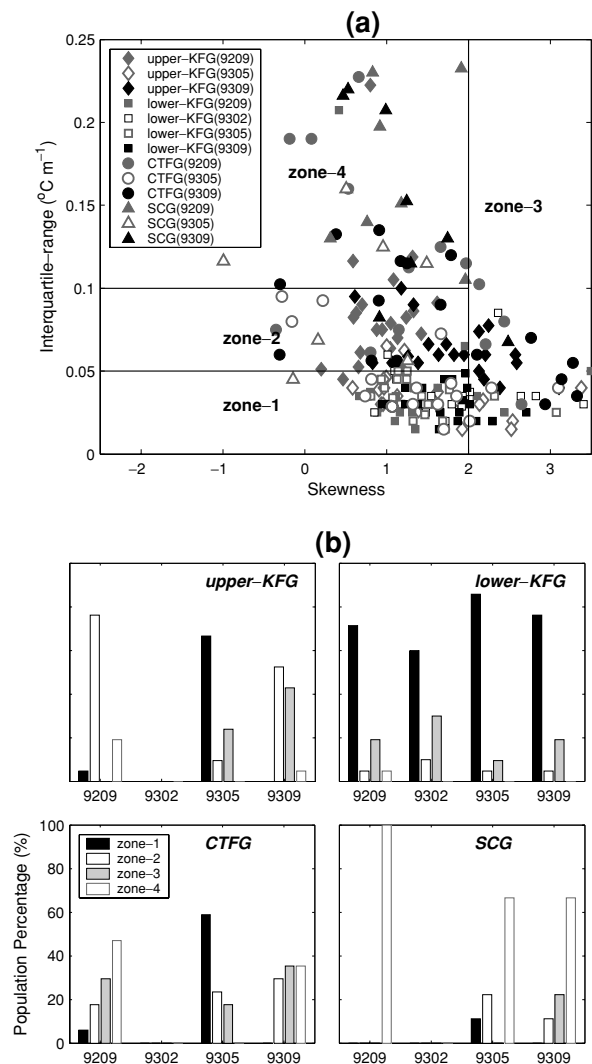 (a)
0.25
0.2
0.15
0.1
0.05
0
Interquartile−range (°C m−1)
upper−KFG(9209)
upper−KFG(9305)
upper−KFG(9309)
lower−KFG(9209)
lower−KFG(9302)
lower−KFG(9305)
lower−KFG(9309)
CTFG(9209)
CTFG(9305)
CTFG(9309)
SCG(9209)
SCG(9305)
SCG(9309)
zone−4
zone−3
zone−2
zone−1
−2 −1 0 1 2 3
Skewness
(b)
upper−KFG
9209 9302 9305 9309
lower−KFG
9209 9302 9305 9309
Population Percentage (%)
100
80
60
40
20
0
zone−1
zone−2
zone−3
zone−4
CTFG
9209 9302 9305 9309
SCG
9209 9302 9305 9309